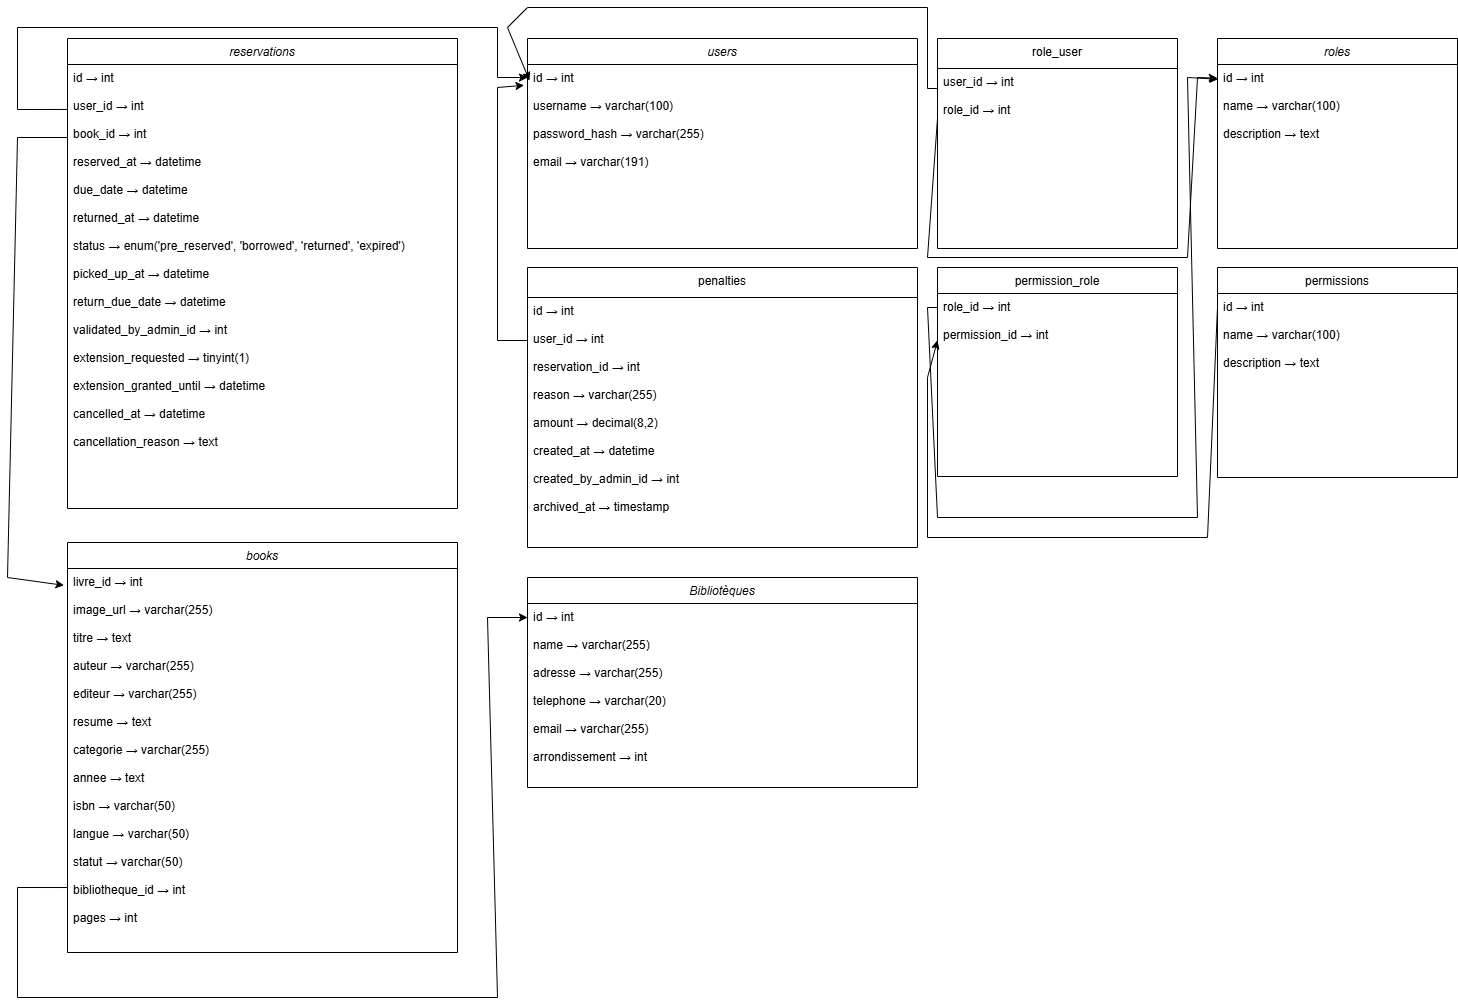 reservations
id → int
user_id → int
book_id → int
reserved_at → datetime
due_date → datetime
returned_at → datetime
status → enum('pre_reserved', 'borrowed', 'returned', 'expired')
picked_up_at → datetime
return_due_date → datetime
validated_by_admin_id → int
extension_requested → tinyint(1)
extension_granted_until → datetime
cancelled_at → datetime
cancellation_reason → text
users
id → int
username → varchar(100)
password_hash → varchar(255)
email → varchar(191)
role_user
user_id → int
role_id → int
roles
id → int
name → varchar(100)
description → text
penalties
id → int
user_id → int
reservation_id → int
reason → varchar(255)
amount → decimal(8,2)
created_at → datetime
created_by_admin_id → int
archived_at → timestamp
permission_role
role_id → int
permission_id → int
permissions
id → int
name → varchar(100)
description → text
books
livre_id → int
image_url → varchar(255)
titre → text
auteur → varchar(255)
editeur → varchar(255)
resume → text
categorie → varchar(255)
annee → text
isbn → varchar(50)
langue → varchar(50)
statut → varchar(50)
bibliotheque_id → int
pages → int
Bibliotèques
id → int
name → varchar(255)
adresse → varchar(255)
telephone → varchar(20)
email → varchar(255)
arrondissement → int